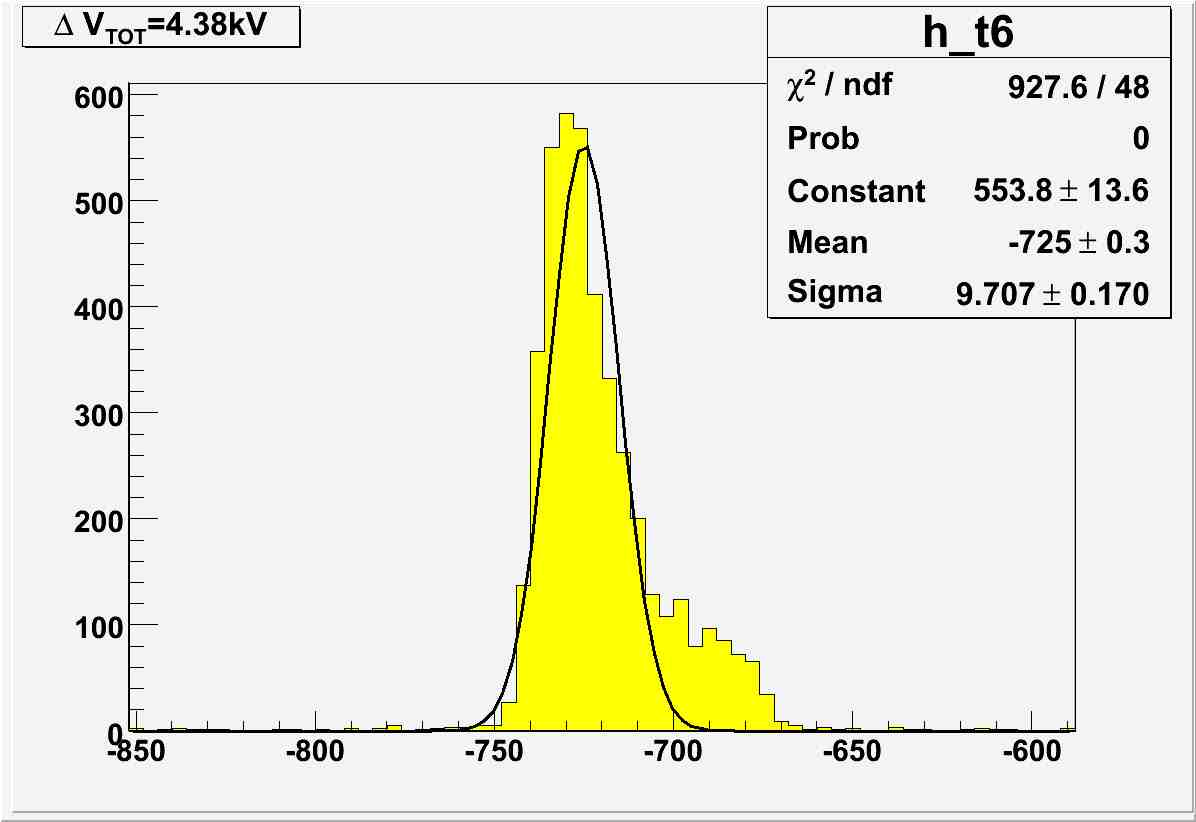 Δ V_TOT=4.38kV
h_t6
χ² / ndf 927.6 / 48
Prob 0
Constant 553.8 ± 13.6
Mean -725 ± 0.3
Sigma 9.707 ± 0.170
600
500
400
300
200
100
0
-850 -800 -750 -700 -650 -600